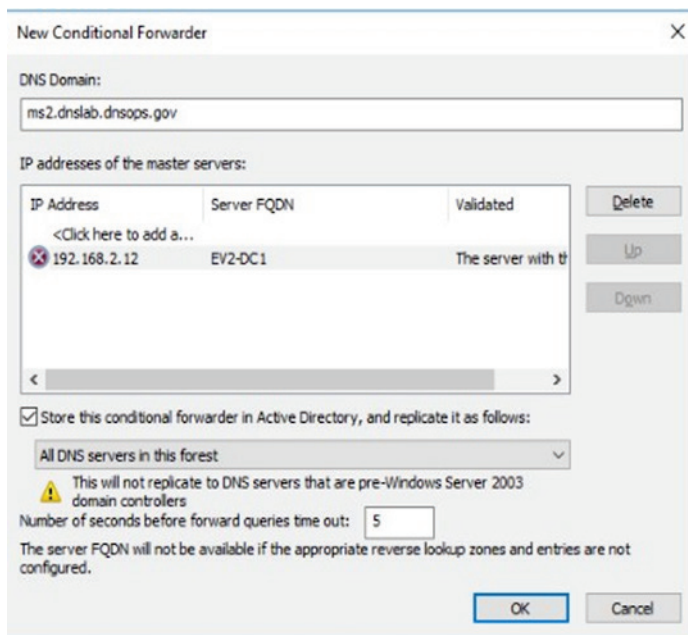 New Conditional Forwarder
DNS Domain:
ms2.dnslab.dnsops.gov
IP addresses of the master servers:
IP Address Server FQDN Validated Delete
<Click here to add a... Up
192.168.2.12 EV2-DC1 The server with th
Down
Store this conditional forwarder in Active Directory, and replicate it as follows:
All DNS servers in this forest
This will not replicate to DNS servers that are pre-Windows Server 2003
domain controllers
Number of seconds before forward queries time out: 5
The server FQDN will not be available if the appropriate reverse lookup zones and entries are not
configured.
OK Cancel